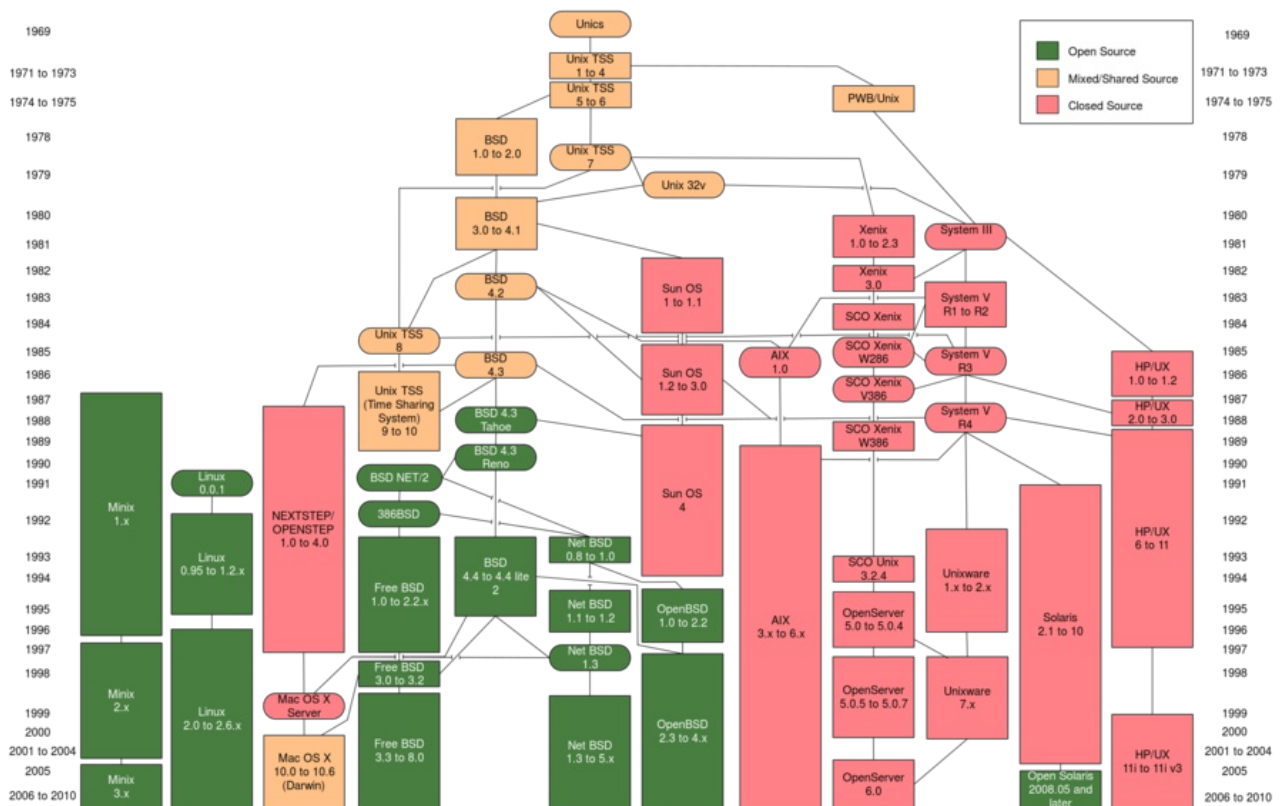 Unics
1969
1969
Open Source
Unix TSS
1 to 4
1971 to 1973
1971 to 1973
Mixed/Shared Source
Unix TSS
5 to 6
1974 to 1975
PWB/Unix
1974 to 1975
Closed Source
1978
BSD
1.0 to 2.0
Unix TSS
7
1978
1979
Unix 32v
1979
1980
BSD
3.0 to 4.1
Xenix
1.0 to 2.3
System III
1980
1981
1981
1982
BSD
4.2
Sun OS
1 to 1.1
Xenix
3.0
1982
1983
System V
R1 to R2
1983
1984
Unix TSS
8
SCO Xenix
1984
1985
BSD
4.3
Sun OS
1.2 to 3.0
AIX
1.0
SCO Xenix
W286
System V
R3
HP/UX
1.0 to 1.2
1985
1986
SCO Xenix
V386
1986
1987
Unix TSS
(Time Sharing
System)
9 to 10
1987
1988
BSD 4.3
Tahoe
System V
R4
HP/UX
2.0 to 3.0
1988
1989
SCO Xenix
W386
1989
1990
BSD 4.3
Reno
1990
1991
Linux
0.0.1
BSD NET/2
1991
Minix
1.x
NEXTSTEP/
OPENSTEP
1.0 to 4.0
Sun OS
4
1992
386BSD
1992
HP/UX
6 to 11
1993
Linux
0.95 to 1.2.x
Net BSD
0.8 to 1.0
1993
1994
Free BSD
1.0 to 2.2.x
BSD
4.4 to 4.4 lite
2
SCO Unix
3.2.4
Unixware
1.x to 2.x
1994
1995
Net BSD
1.1 to 1.2
OpenBSD
1.0 to 2.2
AIX
3.x to 6.x
OpenServer
5.0 to 5.0.4
Solaris
2.1 to 10
1995
1996
1996
1997
Net BSD
1.3
1997
1998
Free BSD
3.0 to 3.2
1998
Minix
2.x
Linux
2.0 to 2.6.x
Mac OS X
Server
OpenServer
5.0.5 to 5.0.7
Unixware
7.x
1999
Free BSD
3.3 to 8.0
OpenBSD
2.3 to 4.x
1999
2000
2000
2001 to 2004
Net BSD
1.3 to 5.x
HP/UX
11i to 11i v3
2001 to 2004
2005
Mac OS X
10.0 to 10.6
(Darwin)
OpenServer
6.0
2005
Minix
3.x
Open Solaris
2008.05 and
later
2006 to 2010
2006 to 2010